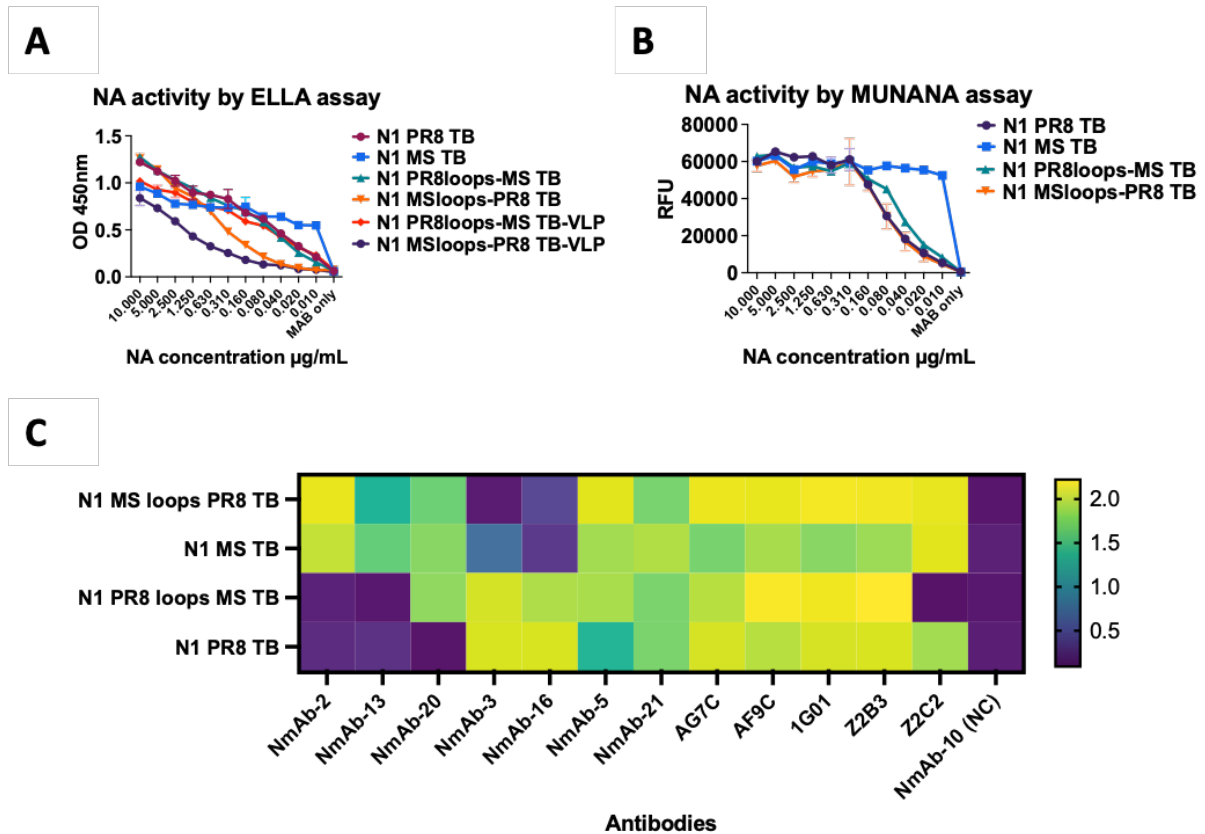 A
NA activity by ELLA assay
OD 450nm
1.5
1.0
0.5
0.0
10.000
5.000
2.500
1.250
0.630
0.310
0.160
0.080
0.040
0.020
0.010
MAB only
NA concentration µg/mL
N1 PR8 TB
N1 MS TB
N1 PR8loops-MS TB
N1 MSloops-PR8 TB
N1 PR8loops-MS TB-VLP
N1 MSloops-PR8 TB-VLP
B
NA activity by MUNANA assay
RFU
80000
60000
40000
20000
0
10.000
5.000
2.500
1.250
0.630
0.310
0.160
0.080
0.040
0.020
0.010
MAB only
NA concentration µg/mL
N1 PR8 TB
N1 MS TB
N1 PR8loops-MS TB
N1 MSloops-PR8 TB
C
N1 MS loops PR8 TB
N1 MS TB
N1 PR8 loops MS TB
N1 PR8 TB
2.0
1.5
1.0
0.5
NmAb-2
NmAb-13
NmAb-20
NmAb-3
NmAb-16
NmAb-5
NmAb-21
AG7C
AF9C
1G01
Z2B3
Z2C2
NmAb-10 (NC)
Antibodies